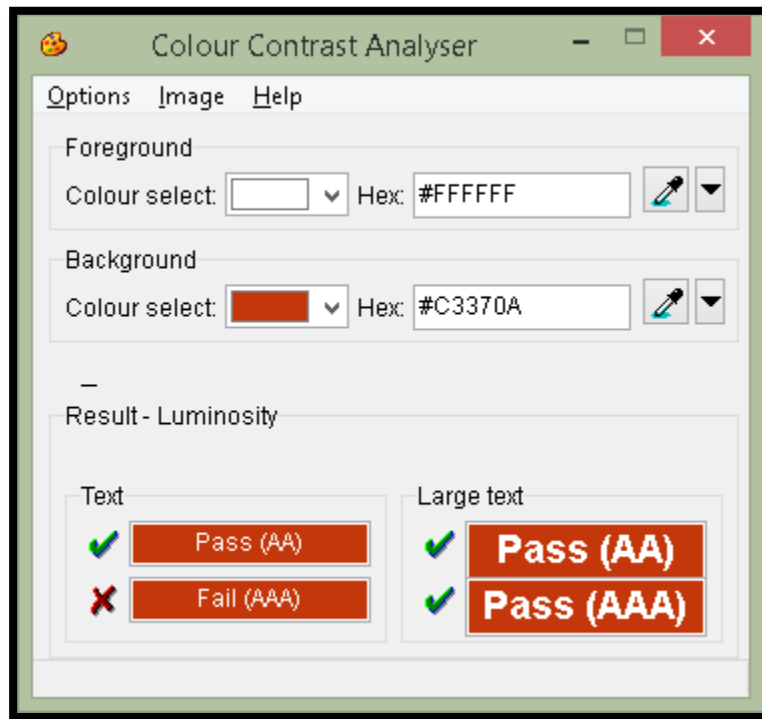 Colour Contrast Analyser
Options Image Help
Foreground
Colour select: Hex: #FFFFFF
Background
Colour select: Hex: #C3370A
Result - Luminosity
Text
Pass (AA)
Fail (AAA)
Large text
Pass (AA)
Pass (AAA)